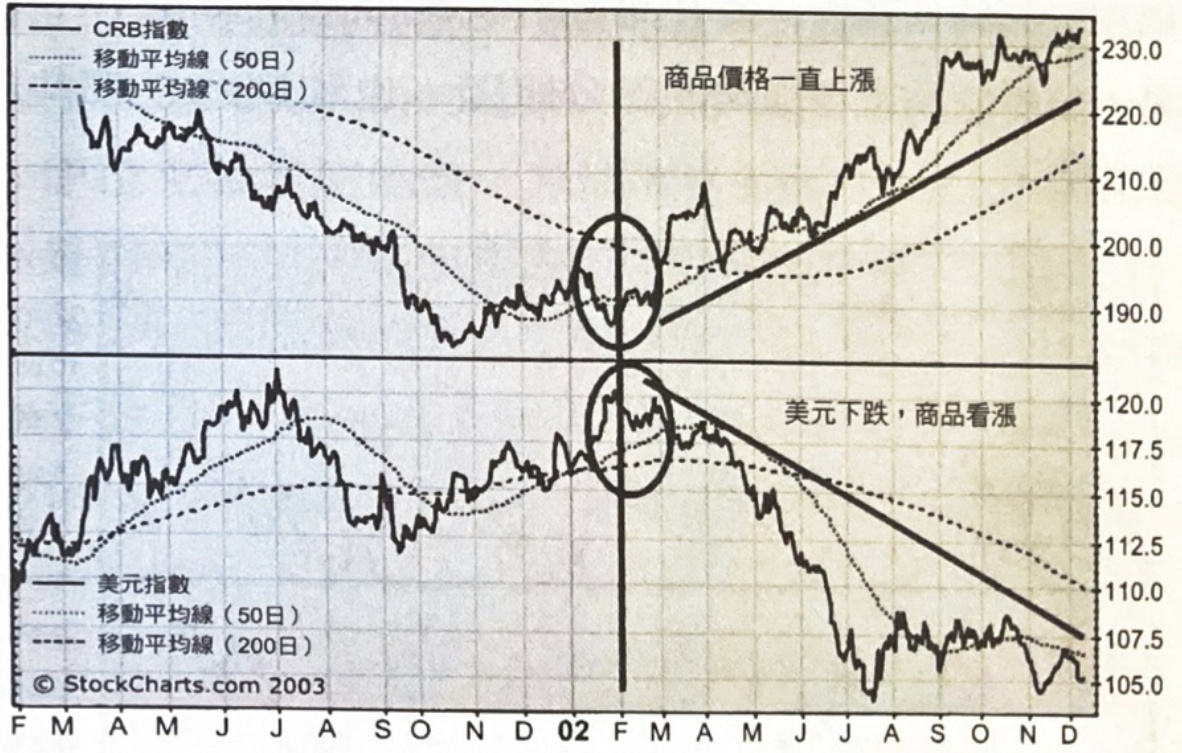 CRB指數
移動平均線（50日）
移動平均線（200日）
商品價格一直上漲
230.0
220.0
210.0
200.0
190.0
美元下跌，商品看漲
120.0
117.5
115.0
112.5
110.0
107.5
105.0
美元指數
移動平均線（50日）
移動平均線（200日）
© StockCharts.com 2003
F M A M J J A S O N D 02 F M A M J J A S O N D